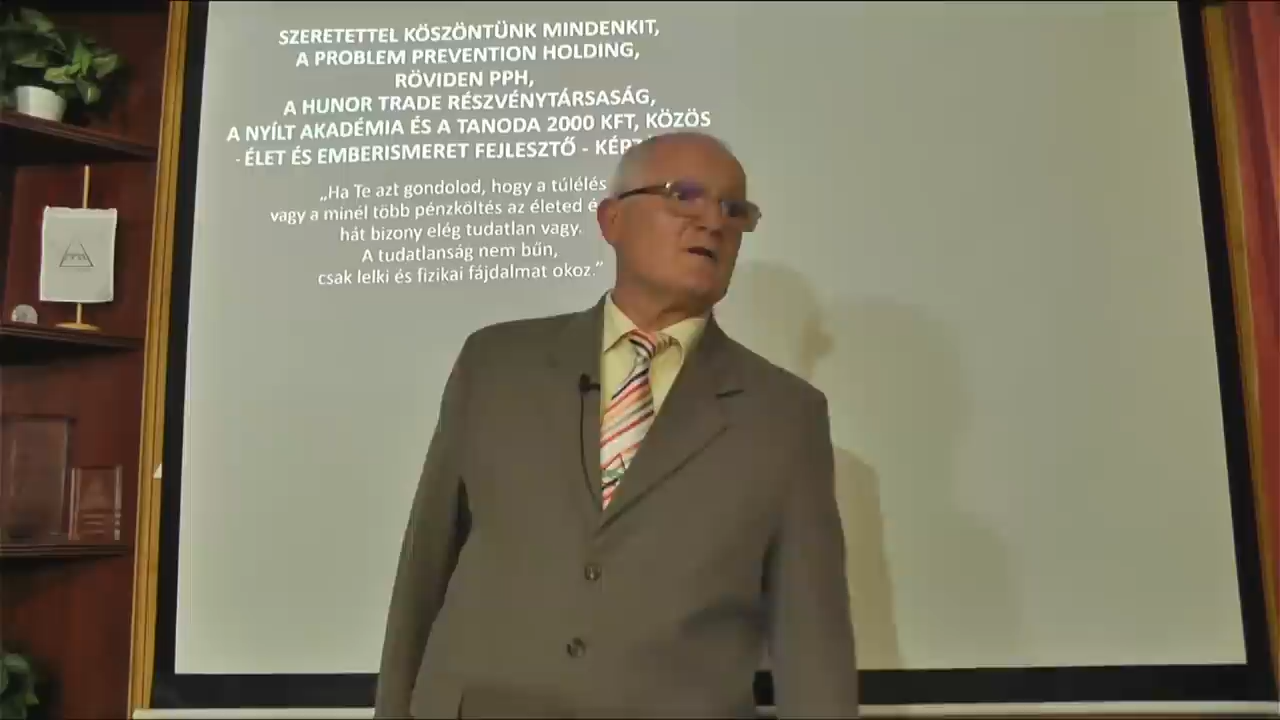 SZERETETTEL KÖSZÖNTÜNK MINDENKIT,
A PROBLEM PREVENTION HOLDING,
RÖVIDEN PPH,
A HUNOR TRADE RÉSZVÉNYTÁRSASÁG,
A NYÍLT AKADÉMIA ÉS A TANODA 2000 KFT, KÖZÖS
- ÉLET ÉS EMBERISMERET FEJLESZTŐ -
„Ha Te azt gondolod, hogy a túlélés
vagy a minél több pénzköltés az életed
hát bizony elég tudatlan vagy.
A tudatlanság nem bűn,
csak lelki és fizikai fájdalmat okoz.”